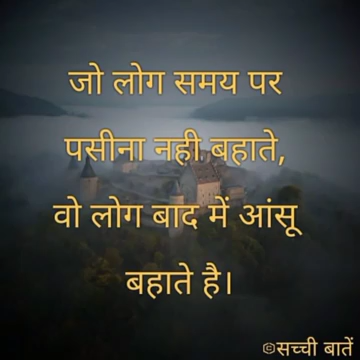 जो लोग समय पर
पसीना नही बहाते,
वो लोग बाद में आंसू
बहाते है।
©सच्ची बातें